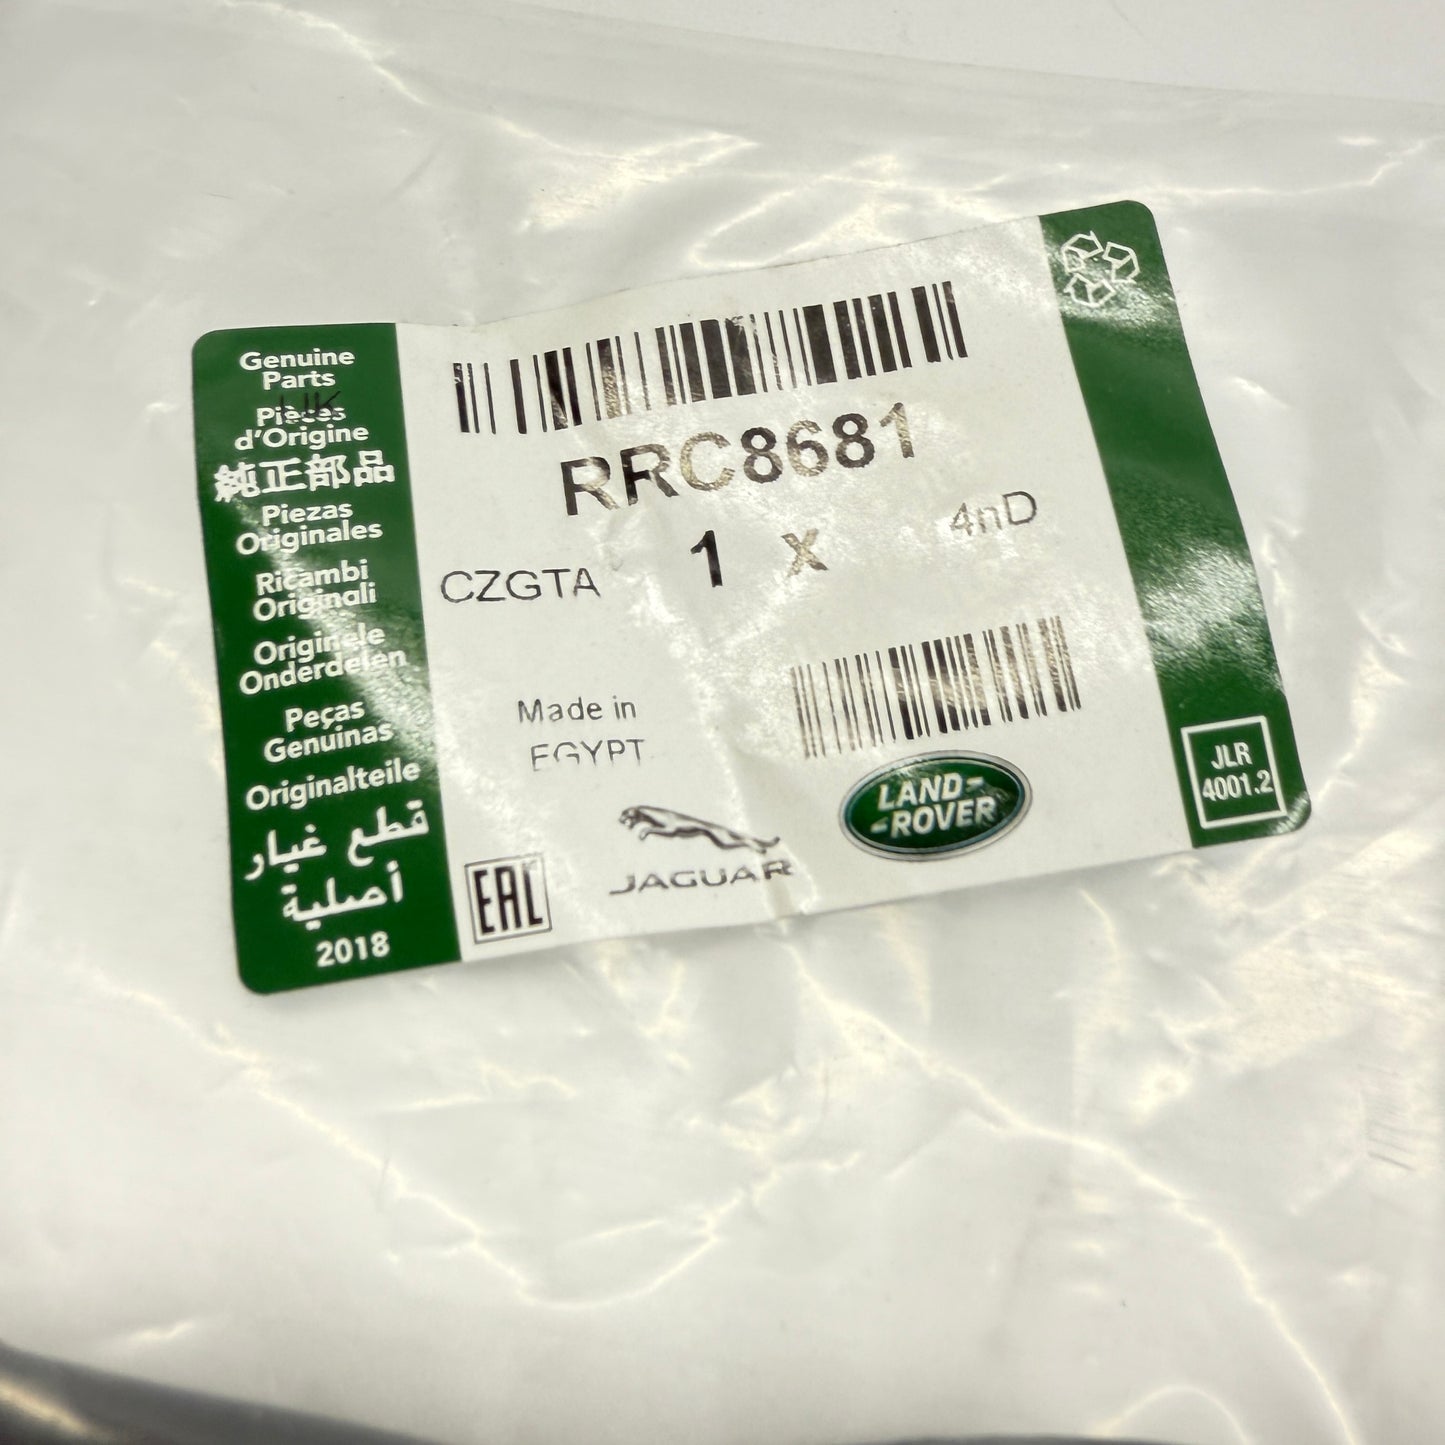 Genuine
Parts
UK
Pièces
d'Origine
純正部品
Piezas
Originales
Ricambi
Originali
Originele
Onderdelen
Peças
Genuinas
Originalteile
قطع غيار
أصلية
2018
RRC8681
1 x
4nD
CZGTA
Made in
EGYPT
EAC
JAGUAR
LAND-
-ROVER
JLR
4001.2